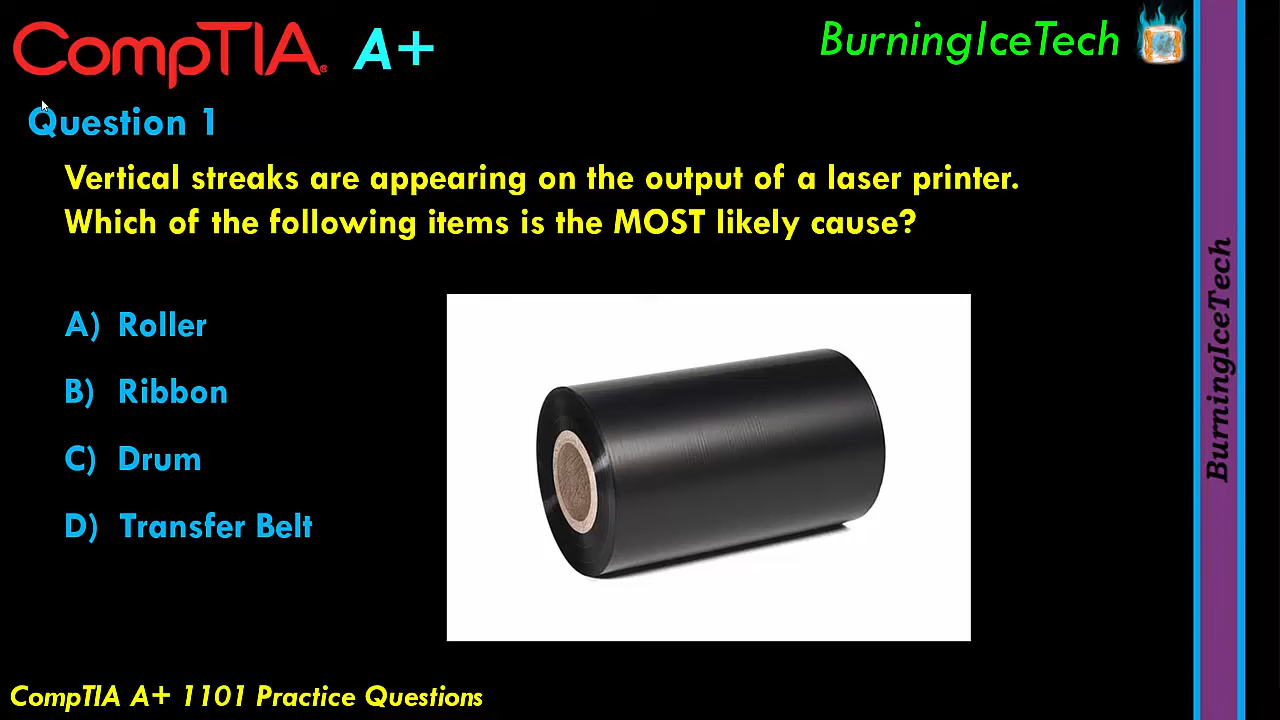 CompTIA® A+
BurningIceTech
Question 1
Vertical streaks are appearing on the output of a laser printer.
Which of the following items is the MOST likely cause?
A) Roller
B) Ribbon
C) Drum
D) Transfer Belt
BurningIceTech
CompTIA A+ 1101 Practice Questions